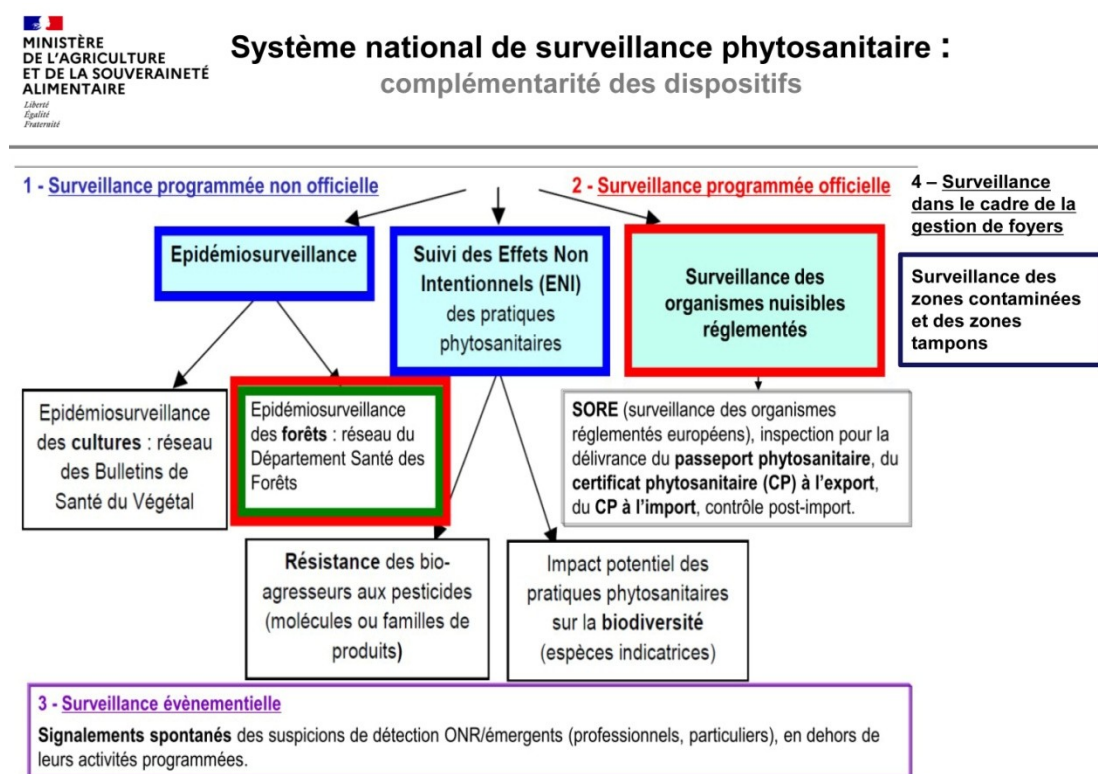 MINISTÈRE
DE L'AGRICULTURE
ET DE LA SOUVERAINETÉ
ALIMENTAIRE
Liberté
Égalité
Fraternité
Système national de surveillance phytosanitaire :
complémentarité des dispositifs
1 - Surveillance programmée non officielle
2 - Surveillance programmée officielle
4 – Surveillance
dans le cadre de la
gestion de foyers
Epidémiosurveillance
Suivi des Effets Non
Intentionnels (ENI)
des pratiques
phytosanitaires
Surveillance des
organismes nuisibles
réglementés
Surveillance des
zones contaminées
et des zones
tampons
Epidémiosurveillance
des cultures : réseau
des Bulletins de
Santé du Végétal
Epidémiosurveillance
des forêts : réseau du
Département Santé des
Forêts
SORE (surveillance des organismes
réglementés européens), inspection pour la
délivrance du passeport phytosanitaire, du
certificat phytosanitaire (CP) à l'export,
du CP à l'import, contrôle post-import.
Résistance des bio-
agresseurs aux pesticides
(molécules ou familles de
produits)
Impact potentiel des
pratiques phytosanitaires
sur la biodiversité
(espèces indicatrices)
3 - Surveillance évènementielle
Signalements spontanés des suspicions de détection ONR/émergents (professionnels, particuliers), en dehors de
leurs activités programmées.